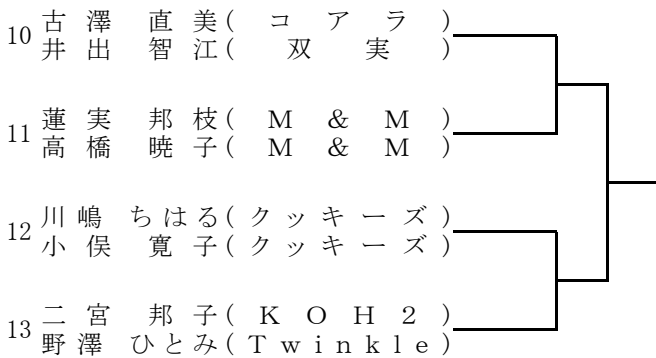 10 古澤 直美(コアラ)
井出 智江(双実)
11 蓮実 邦枝(M&M)
高橋 暁子(M&M)
12 川嶋 ちはる(クッキーズ)
小俣 寛子(クッキーズ)
13 二宮 邦子(KOH2)
野澤 ひとみ(Twinkle)